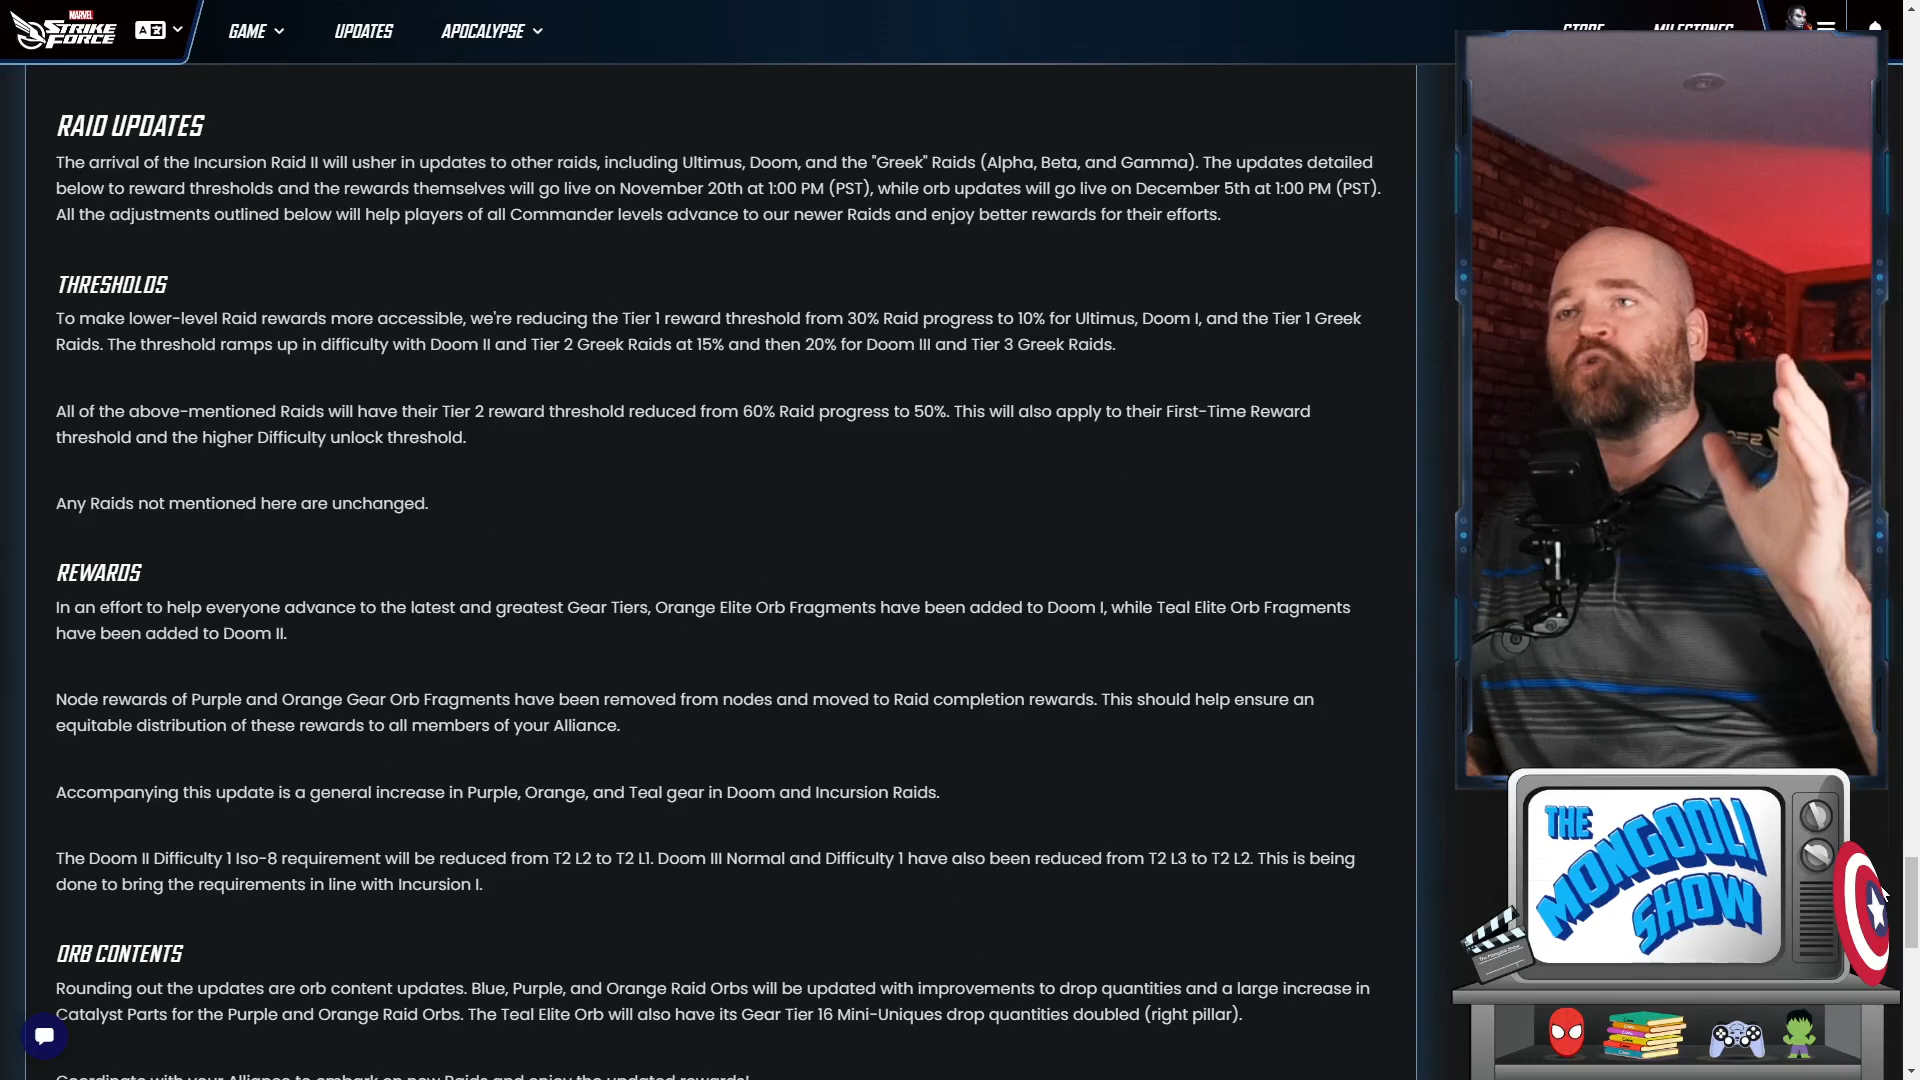 MARVEL
STRIKE FORCE
GAME
UPDATES
APOCALYPSE
STORE
MILESTONES
RAID UPDATES
The arrival of the Incursion Raid II will usher in updates to other raids, including Ultimus, Doom, and the "Greek" Raids (Alpha, Beta, and Gamma). The updates detailed
below to reward thresholds and the rewards themselves will go live on November 20th at 1:00 PM (PST), while orb updates will go live on December 5th at 1:00 PM (PST).
All the adjustments outlined below will help players of all Commander levels advance to our newer Raids and enjoy better rewards for their efforts.
THRESHOLDS
To make lower-level Raid rewards more accessible, we're reducing the Tier 1 reward threshold from 30% Raid progress to 10% for Ultimus, Doom I, and the Tier 1 Greek
Raids. The threshold ramps up in difficulty with Doom II and Tier 2 Greek Raids at 15% and then 20% for Doom III and Tier 3 Greek Raids.
All of the above-mentioned Raids will have their Tier 2 reward threshold reduced from 60% Raid progress to 50%. This will also apply to their First-Time Reward
threshold and the higher Difficulty unlock threshold.
Any Raids not mentioned here are unchanged.
REWARDS
In an effort to help everyone advance to the latest and greatest Gear Tiers, Orange Elite Orb Fragments have been added to Doom I, while Teal Elite Orb Fragments
have been added to Doom II.
Node rewards of Purple and Orange Gear Orb Fragments have been removed from nodes and moved to Raid completion rewards. This should help ensure an
equitable distribution of these rewards to all members of your Alliance.
Accompanying this update is a general increase in Purple, Orange, and Teal gear in Doom and Incursion Raids.
The Doom II Difficulty 1 Iso-8 requirement will be reduced from T2 L2 to T2 L1. Doom III Normal and Difficulty 1 have also been reduced from T2 L3 to T2 L2. This is being
done to bring the requirements in line with Incursion I.
ORB CONTENTS
Rounding out the updates are orb content updates. Blue, Purple, and Orange Raid Orbs will be updated with improvements to drop quantities and a large increase in
Catalyst Parts for the Purple and Orange Raid Orbs. The Teal Elite Orb will also have its Gear Tier 16 Mini-Uniques drop quantities doubled (right pillar).
Coordinate with your Alliance to embark on new Raids and enjoy the updated rewards!
THE
MONGOOLI
SHOW